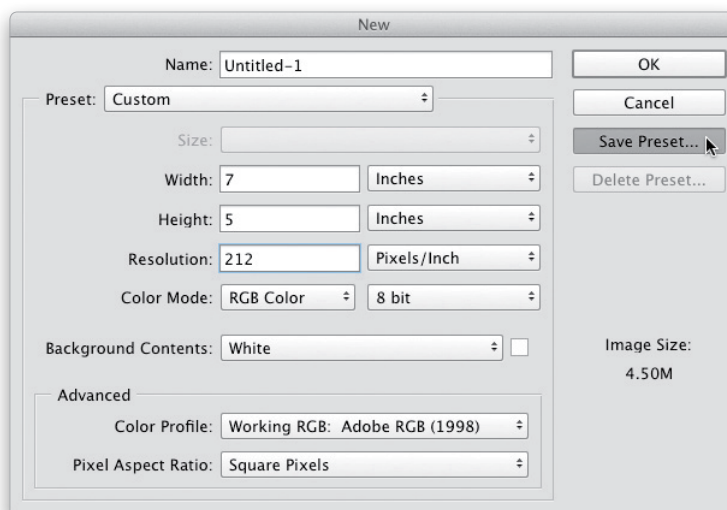 New
Name: Untitled-1
OK
Preset: Custom
Cancel
Size:
Save Preset...
Width: 7 Inches
Delete Preset...
Height: 5 Inches
Resolution: 212 Pixels/Inch
Color Mode: RGB Color 8 bit
Background Contents: White
Image Size:
4.50M
Advanced
Color Profile: Working RGB: Adobe RGB (1998)
Pixel Aspect Ratio: Square Pixels